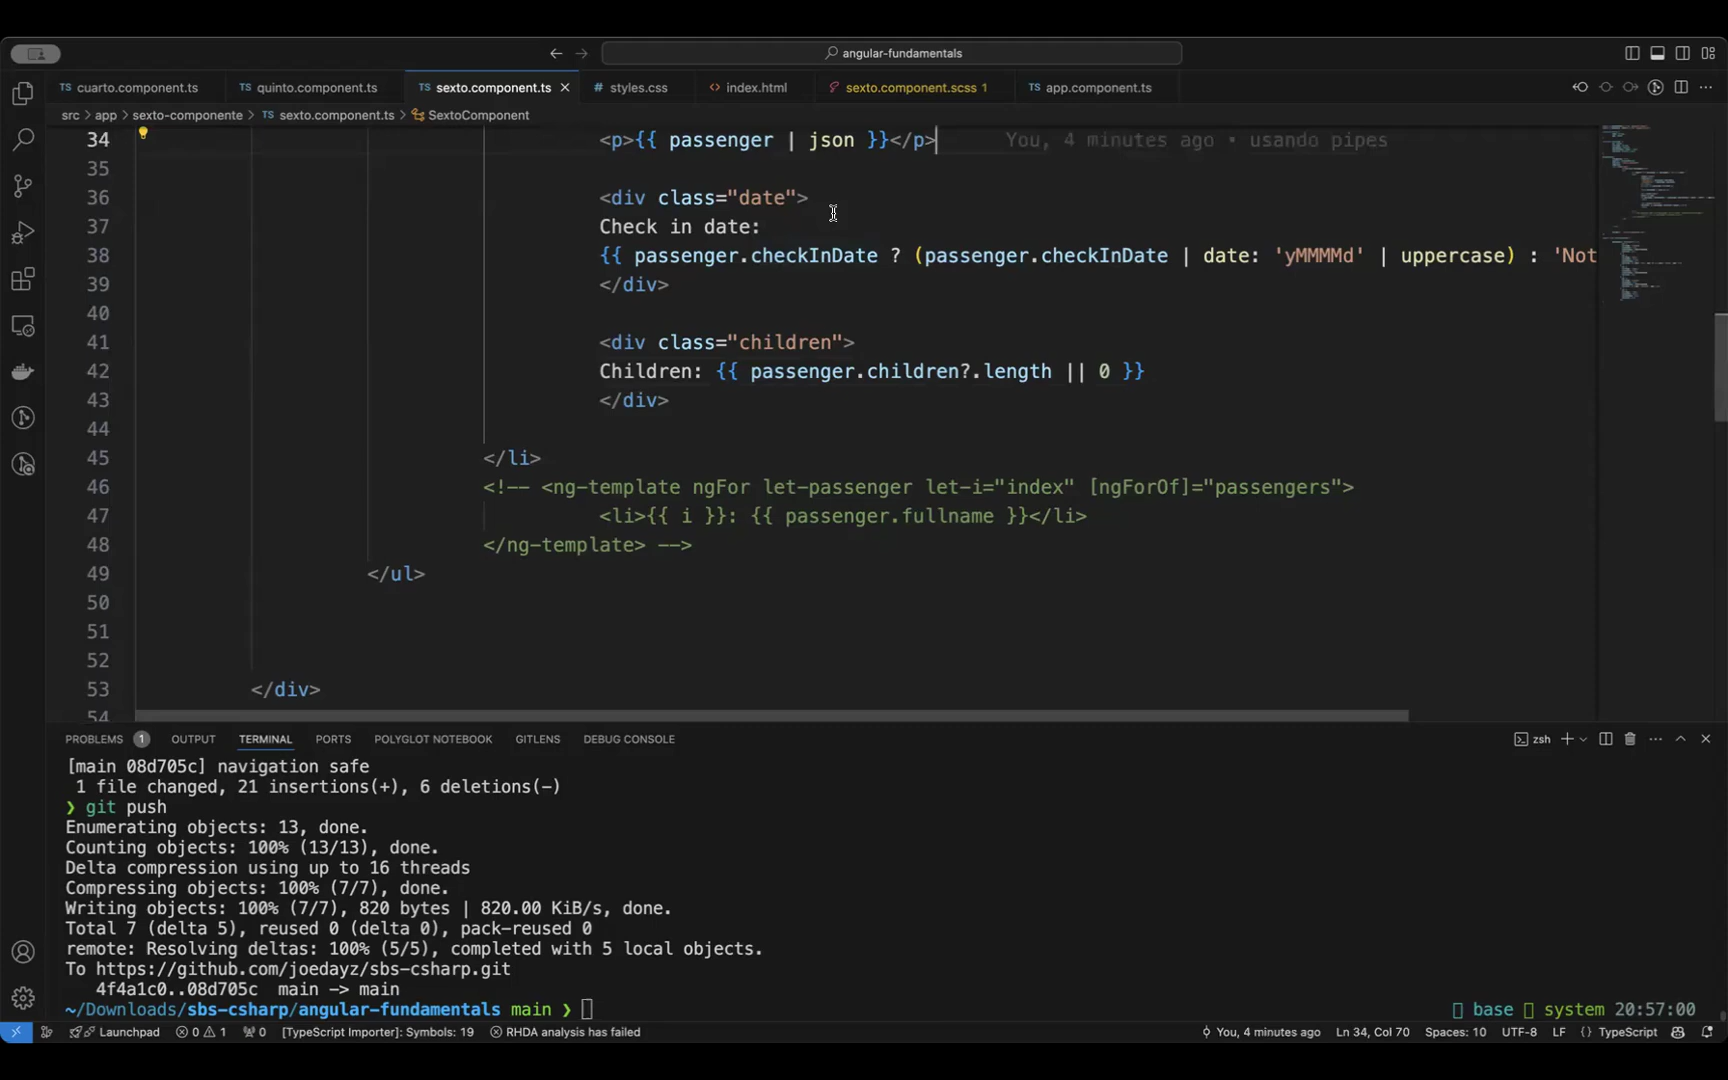 angular-fundamentals
TS cuarto.component.ts TS quinto.component.ts TS sexto.component.ts # styles.css <> index.html sexto.component.scss 1 TS app.component.ts
src > app > sexto-componente > TS sexto.component.ts > SextoComponent
34 <p>{{ passenger | json }}</p> You, 4 minutes ago • usando pipes
35
36 <div class="date">
37 Check in date:
38 {{ passenger.checkInDate ? (passenger.checkInDate | date: 'yMMMMd' | uppercase) : 'Not
39 </div>
40
41 <div class="children">
42 Children: {{ passenger.children?.length || 0 }}
43 </div>
44
45 </li>
46 <!-- <ng-template ngFor let-passenger let-i="index" [ngForOf]="passengers">
47 <li>{{ i }}: {{ passenger.fullname }}</li>
48 </ng-template> -->
49 </ul>
50
51
52
53 </div>
54
PROBLEMS 1 OUTPUT TERMINAL PORTS POLYGLOT NOTEBOOK GITLENS DEBUG CONSOLE zsh
[main 08d705c] navigation safe
1 file changed, 21 insertions(+), 6 deletions(-)
❯ git push
Enumerating objects: 13, done.
Counting objects: 100% (13/13), done.
Delta compression using up to 16 threads
Compressing objects: 100% (7/7), done.
Writing objects: 100% (7/7), 820 bytes | 820.00 KiB/s, done.
Total 7 (delta 5), reused 0 (delta 0), pack-reused 0
remote: Resolving deltas: 100% (5/5), completed with 5 local objects.
To https://github.com/joedayz/sbs-csharp.git
4f4a1c0..08d705c main -> main
~/Downloads/sbs-csharp/angular-fundamentals main ❯ base system 20:57:00
Launchpad 0 1 0 [TypeScript Importer]: Symbols: 19 RHDA analysis has failed You, 4 minutes ago Ln 34, Col 70 Spaces: 10 UTF-8 LF {} TypeScript